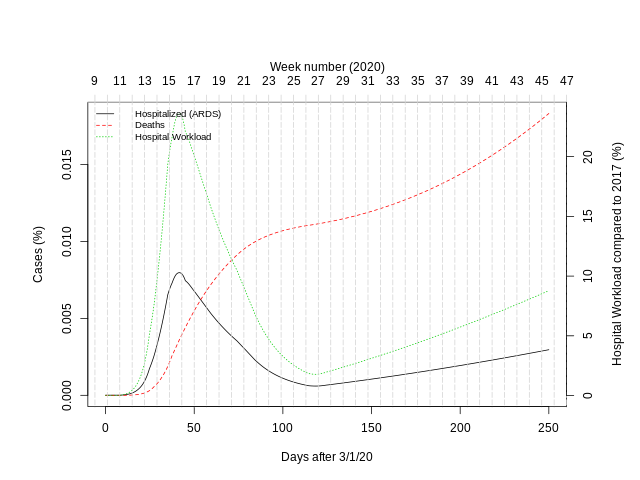 Week number (2020)
9 11 13 15 17 19 21 23 25 27 29 31 33 35 37 39 41 43 45 47
Hospitalized (ARDS)
Deaths
Hospital Workload
0.000 0.005 0.010 0.015
Cases (%)
0 5 10 15 20
Hospital Workload compared to 2017 (%)
0 50 100 150 200 250
Days after 3/1/20